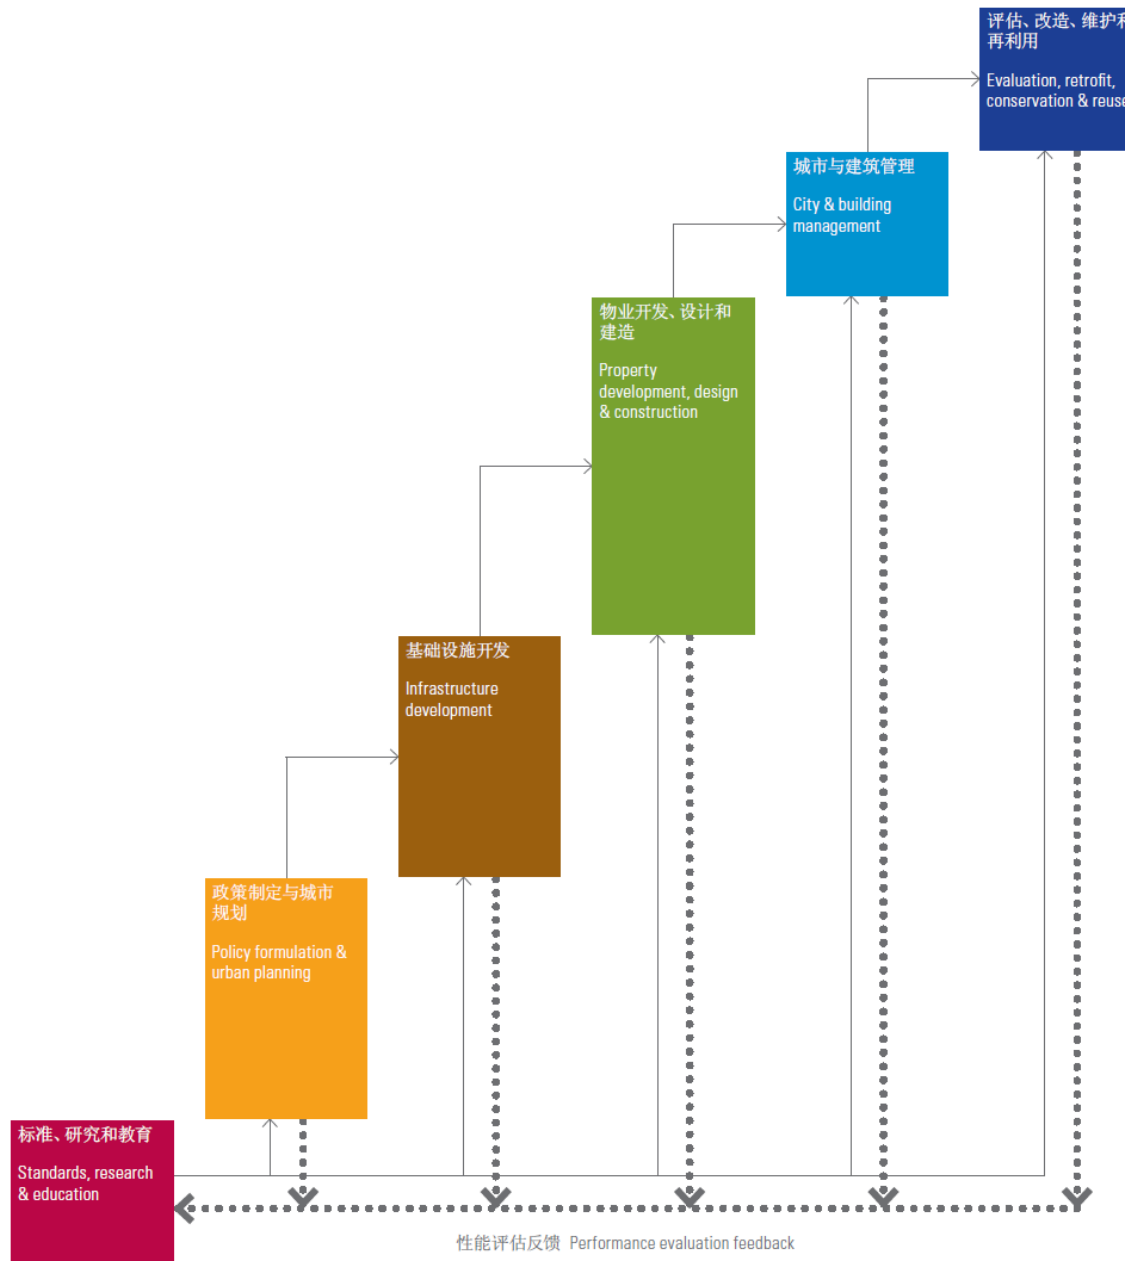 评估、改造、维护和
再利用
Evaluation, retrofit,
conservation & reuse
城市与建筑管理
City & building
management
物业开发、设计和
建造
Property
development, design
& construction
基础设施开发
Infrastructure
development
政策制定与城市
规划
Policy formulation &
urban planning
标准、研究和教育
Standards, research
& education
性能评估反馈 Performance evaluation feedback